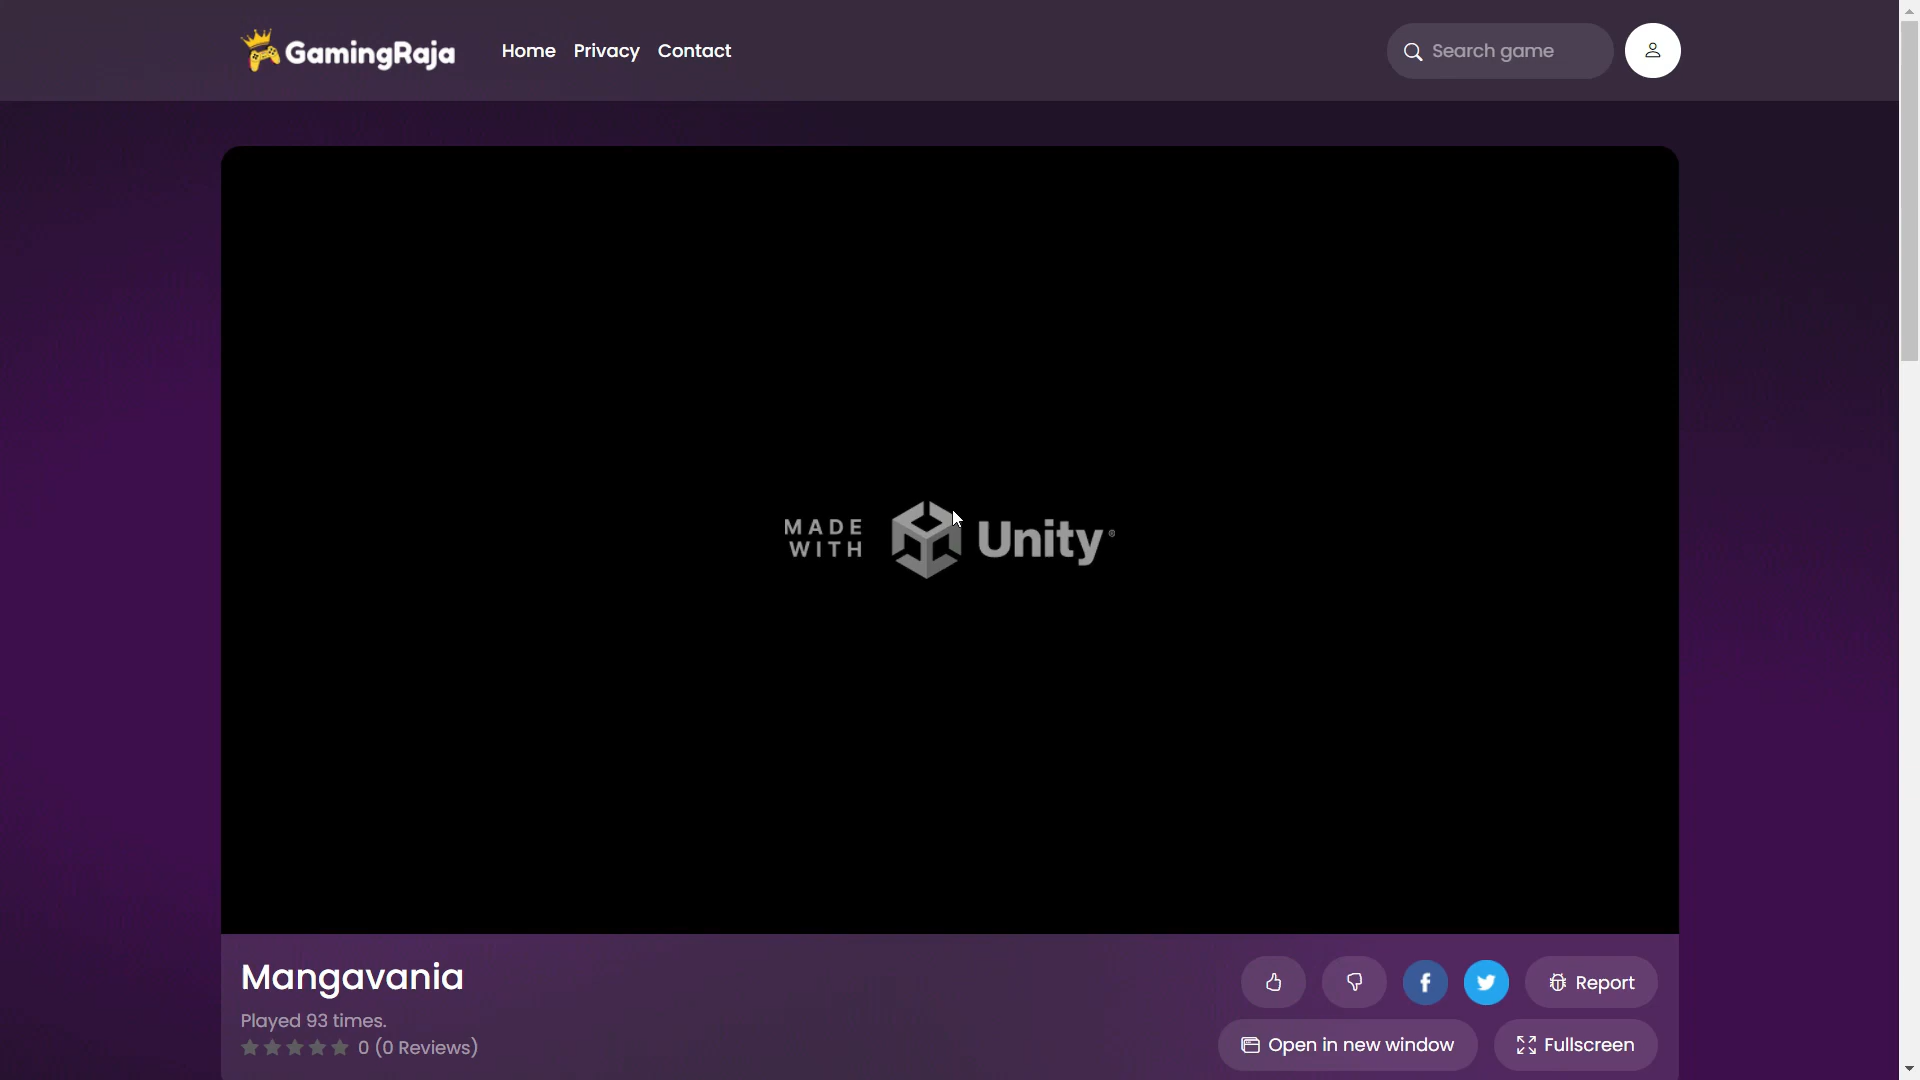 GamingRaja
Home Privacy Contact
Search game
MADE
WITH
Unity®
Mangavania
Played 93 times.
0 (0 Reviews)
Report
Open in new window
Fullscreen